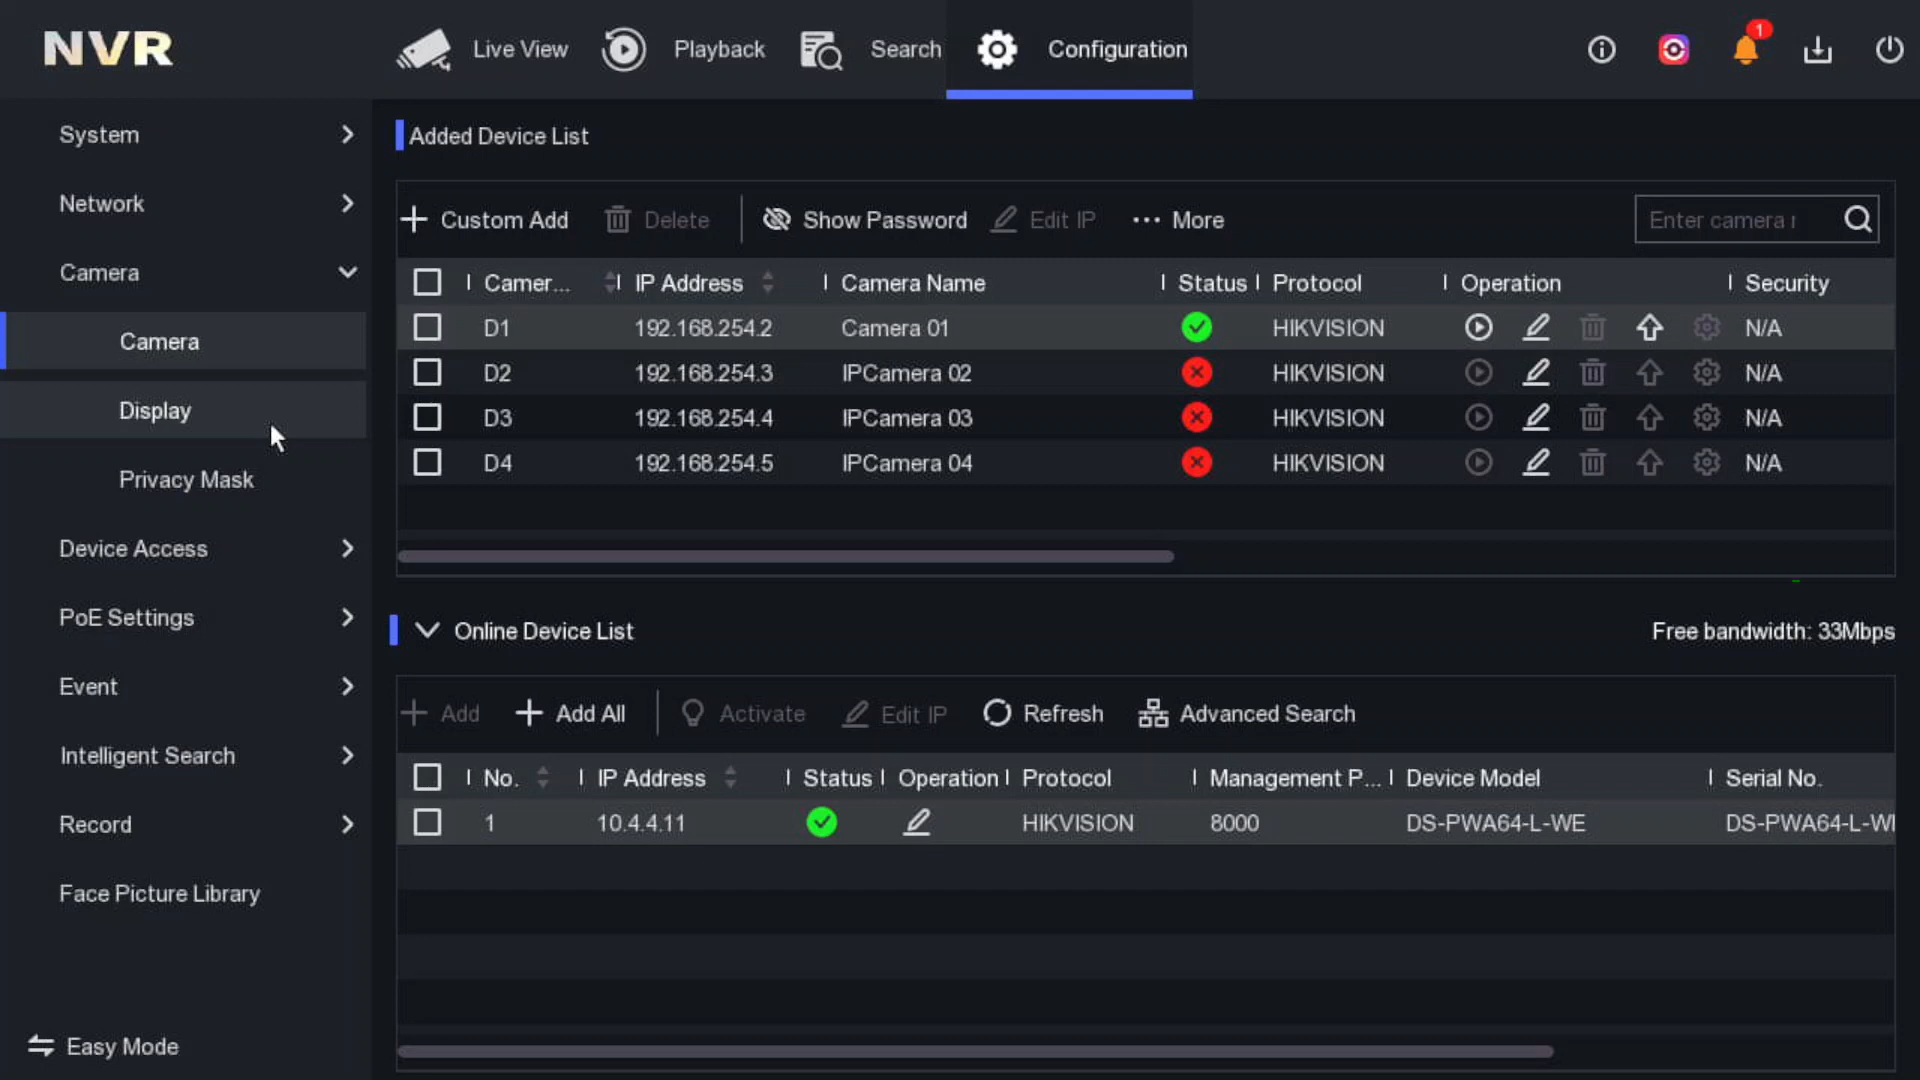 NVR
Live View
Playback
Search
Configuration
1
System
Network
Camera
Camera
Display
Privacy Mask
Device Access
PoE Settings
Event
Intelligent Search
Record
Face Picture Library
Easy Mode
Added Device List
Custom Add
Delete
Show Password
Edit IP
More
Enter camera r
Camer... IP Address Camera Name Status Protocol Operation Security
D1 192.168.254.2 Camera 01 HIKVISION N/A
D2 192.168.254.3 IPCamera 02 HIKVISION N/A
D3 192.168.254.4 IPCamera 03 HIKVISION N/A
D4 192.168.254.5 IPCamera 04 HIKVISION N/A
Online Device List
Free bandwidth: 33Mbps
Add
Add All
Activate
Edit IP
Refresh
Advanced Search
No. IP Address Status Operation Protocol Management P... Device Model Serial No.
1 10.4.4.11 HIKVISION 8000 DS-PWA64-L-WE DS-PWA64-L-W